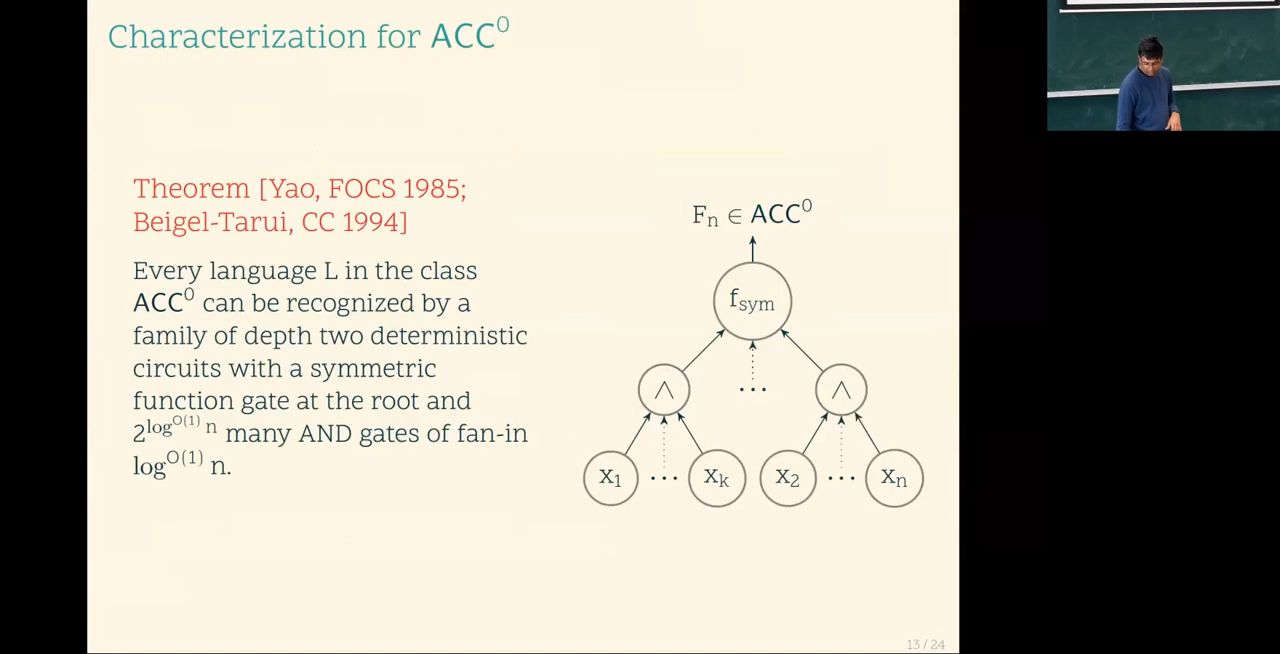 Characterization for ACC⁰
Theorem [Yao, FOCS 1985;
Beigel-Tarui, CC 1994]
Every language L in the class
ACC⁰ can be recognized by a
family of depth two deterministic
circuits with a symmetric
function gate at the root and
2^{log^{O(1)} n} many AND gates of fan-in
log^{O(1)} n.
Fₙ ∈ ACC⁰
f_sym
∧ ... ∧
x₁ ... x_k x₂ ... xₙ
13 / 24